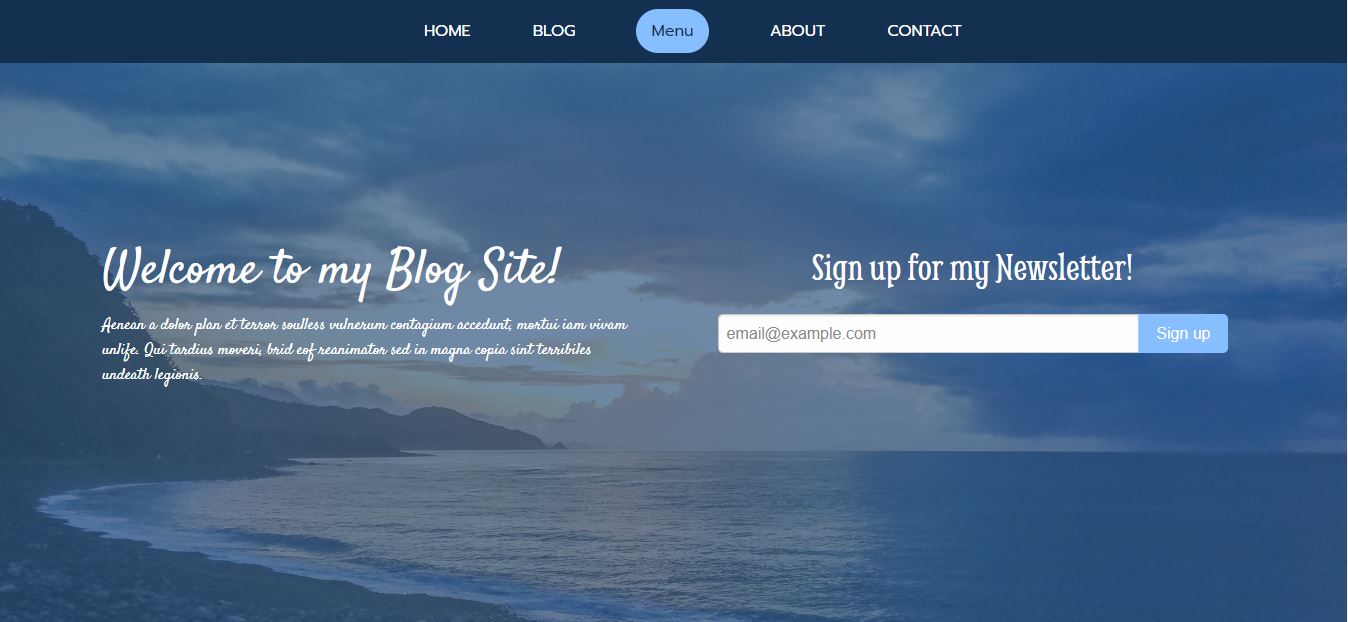 HOME BLOG Menu ABOUT CONTACT
Welcome to my Blog Site!
Aenean a dolor plan et terror soulless vulnerum contagium accedunt, mortui iam vivam
unlife. Qui tardius moveri, brid eof reanimator sed in magna copia sint terribiles
undeath legionis.
Sign up for my Newsletter!
email@example.com Sign up